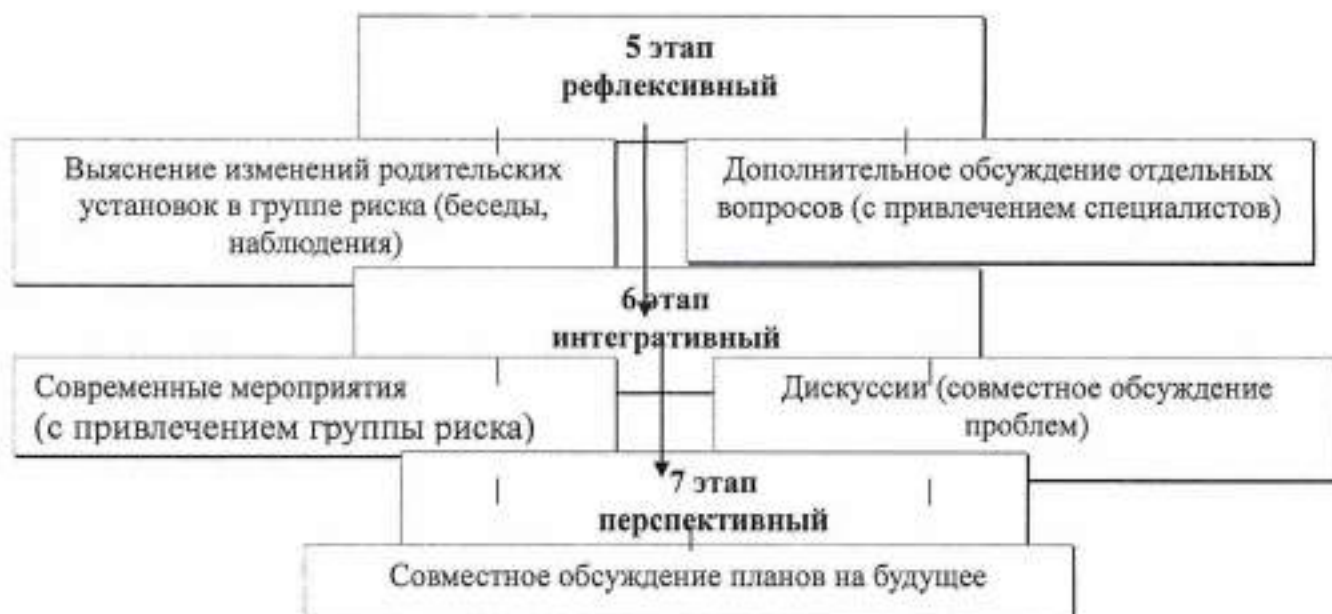 5 этап
рефлексивный
Выяснение изменений родительских
установок в группе риска (беседы,
наблюдения)
Дополнительное обсуждение отдельных
вопросов (с привлечением специалистов)
6 этап
интегративный
Современные мероприятия
(с привлечением группы риска)
Дискуссии (совместное обсуждение
проблем)
7 этап
перспективный
Совместное обсуждение планов на будущее